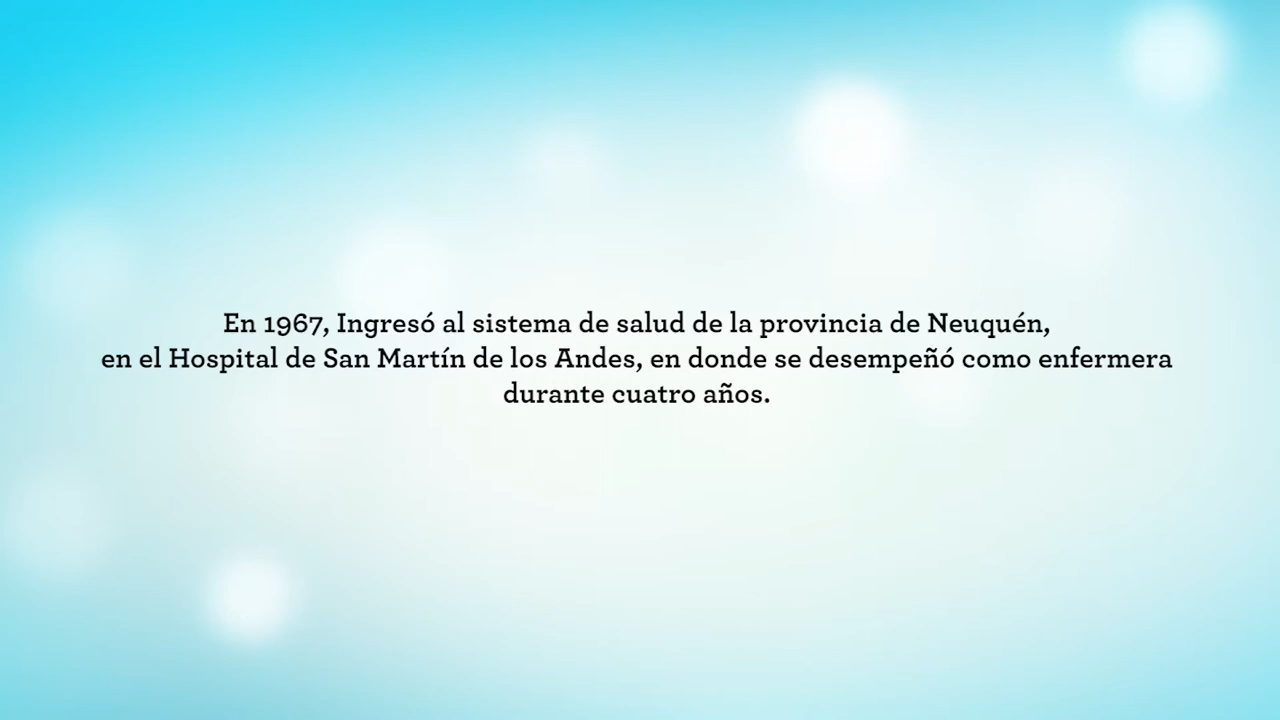 En 1967, Ingresó al sistema de salud de la provincia de Neuquén,
en el Hospital de San Martín de los Andes, en donde se desempeñó como enfermera
durante cuatro años.